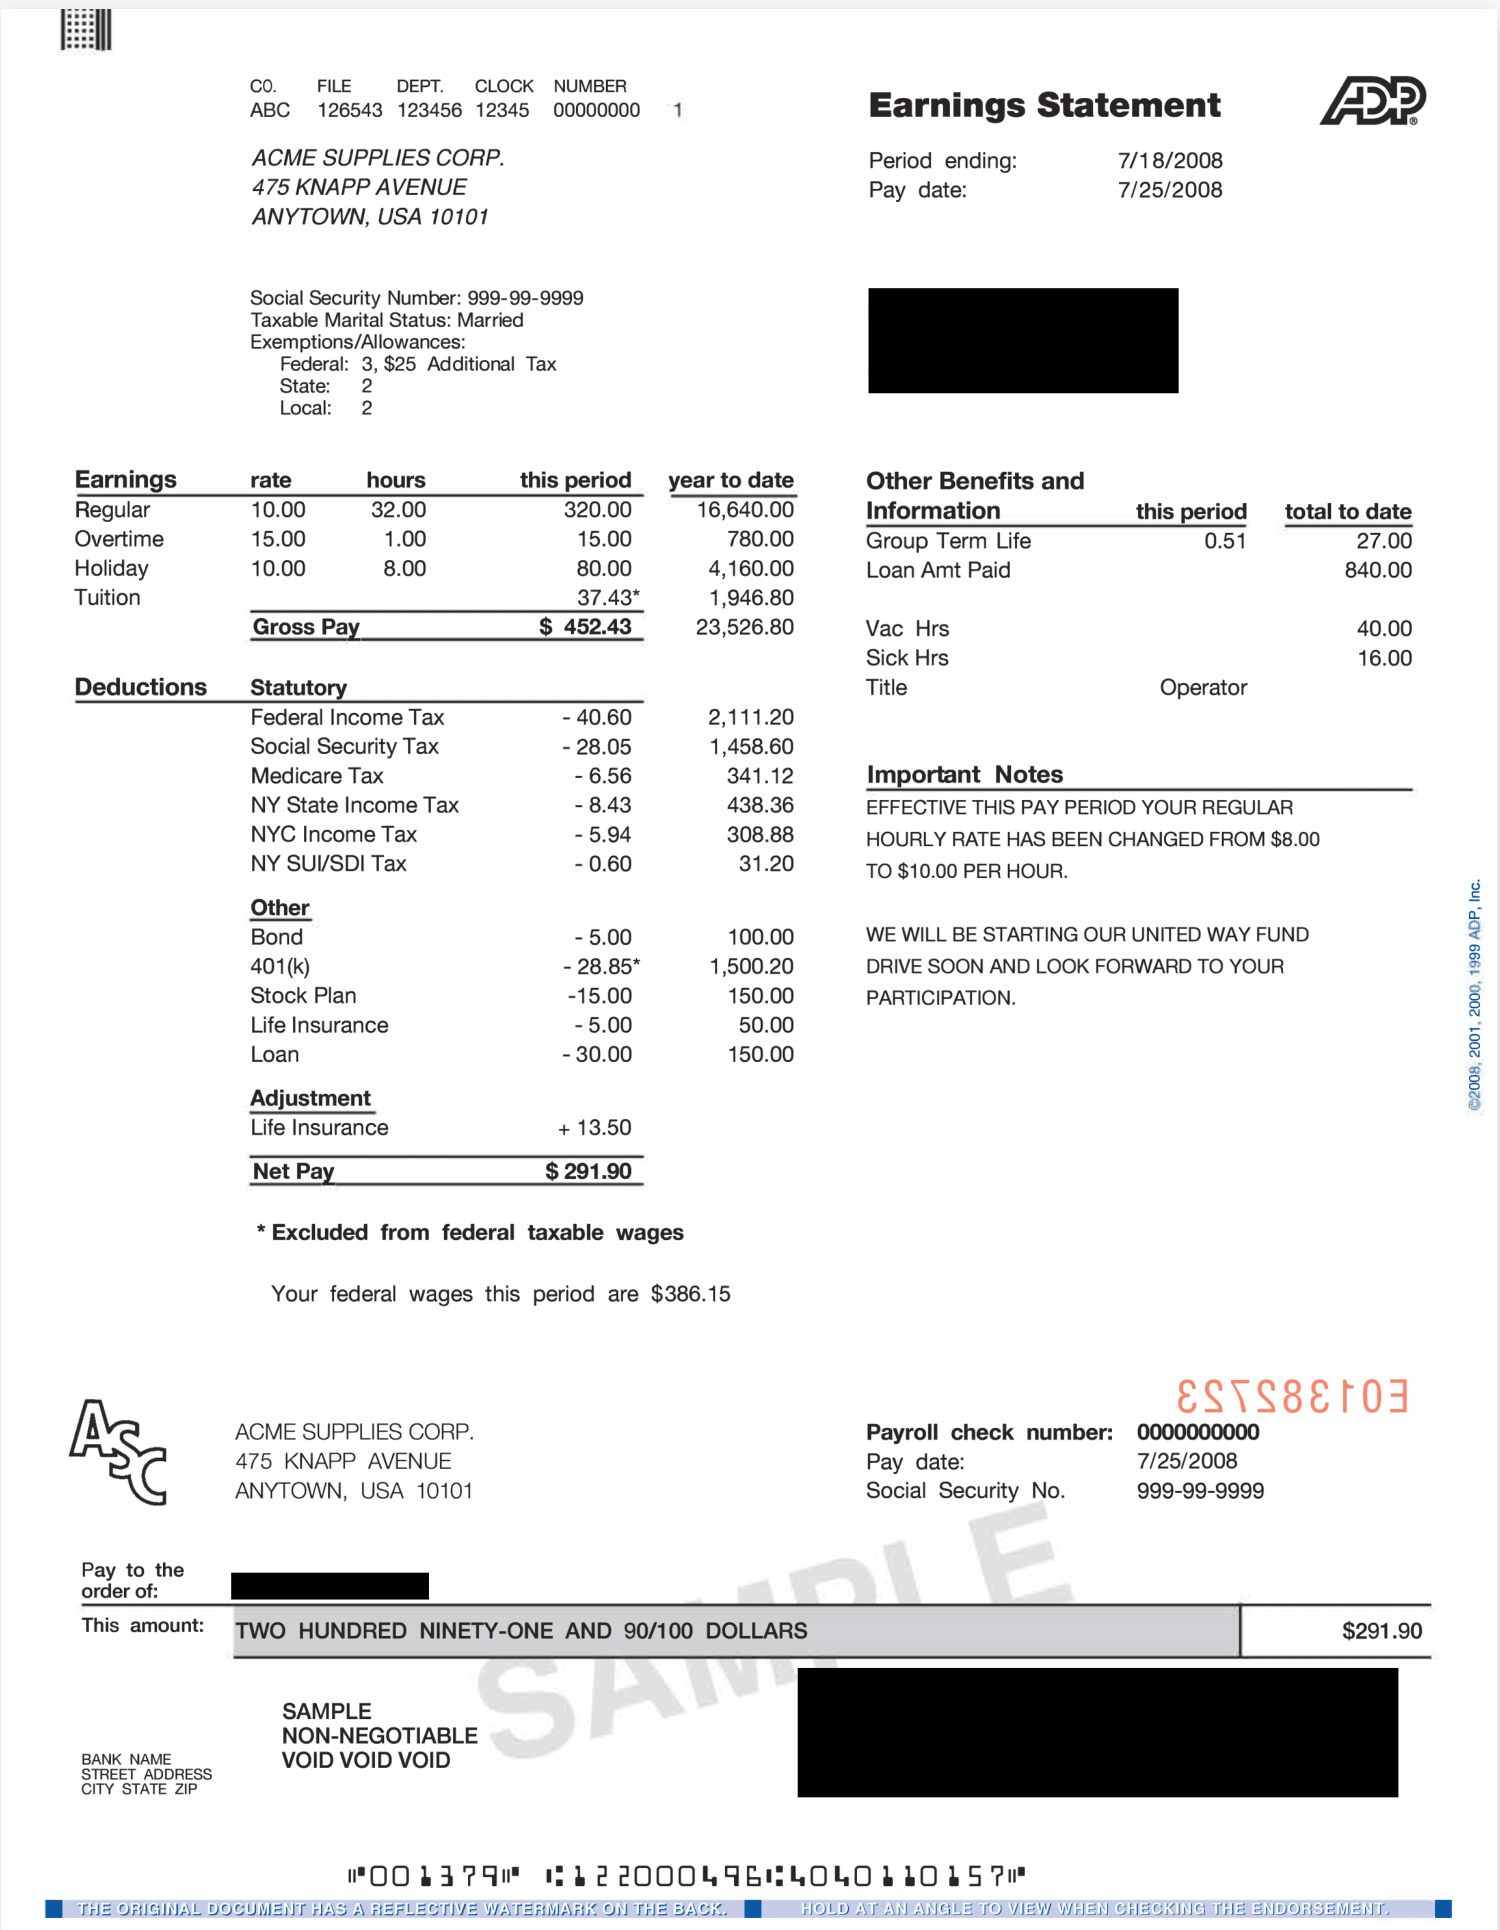 CO. FILE DEPT. CLOCK NUMBER
ABC 126543 123456 12345 00000000 1
Earnings Statement
ADP®
ACME SUPPLIES CORP.
475 KNAPP AVENUE
ANYTOWN, USA 10101
Period ending: 7/18/2008
Pay date: 7/25/2008
Social Security Number: 999-99-9999
Taxable Marital Status: Married
Exemptions/Allowances:
Federal: 3, $25 Additional Tax
State: 2
Local: 2
Earnings rate hours this period year to date
Regular 10.00 32.00 320.00 16,640.00
Overtime 15.00 1.00 15.00 780.00
Holiday 10.00 8.00 80.00 4,160.00
Tuition 37.43* 1,946.80
Gross Pay $ 452.43 23,526.80
Deductions Statutory
Federal Income Tax - 40.60 2,111.20
Social Security Tax - 28.05 1,458.60
Medicare Tax - 6.56 341.12
NY State Income Tax - 8.43 438.36
NYC Income Tax - 5.94 308.88
NY SUI/SDI Tax - 0.60 31.20
Other
Bond - 5.00 100.00
401(k) - 28.85* 1,500.20
Stock Plan -15.00 150.00
Life Insurance - 5.00 50.00
Loan - 30.00 150.00
Adjustment
Life Insurance + 13.50
Net Pay $ 291.90
* Excluded from federal taxable wages
Your federal wages this period are $386.15
Other Benefits and
Information this period total to date
Group Term Life 0.51 27.00
Loan Amt Paid 840.00
Vac Hrs 40.00
Sick Hrs 16.00
Title Operator
Important Notes
EFFECTIVE THIS PAY PERIOD YOUR REGULAR
HOURLY RATE HAS BEEN CHANGED FROM $8.00
TO $10.00 PER HOUR.
WE WILL BE STARTING OUR UNITED WAY FUND
DRIVE SOON AND LOOK FORWARD TO YOUR
PARTICIPATION.
©2008, 2001, 2000, 1999 ADP, Inc.
E01382723
ASC
ACME SUPPLIES CORP.
475 KNAPP AVENUE
ANYTOWN, USA 10101
Payroll check number: 0000000000
Pay date: 7/25/2008
Social Security No. 999-99-9999
Pay to the
order of:
This amount: TWO HUNDRED NINETY-ONE AND 90/100 DOLLARS $291.90
SAMPLE
SAMPLE
NON-NEGOTIABLE
VOID VOID VOID
BANK NAME
STREET ADDRESS
CITY STATE ZIP
⑈001379⑈ ⑆122000496⑆4040110157⑈
THE ORIGINAL DOCUMENT HAS A REFLECTIVE WATERMARK ON THE BACK.
HOLD AT AN ANGLE TO VIEW WHEN CHECKING THE ENDORSEMENT.